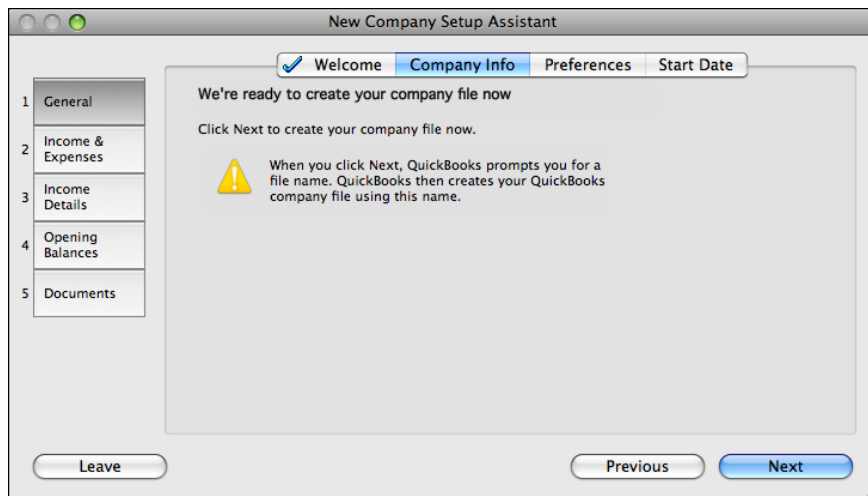 New Company Setup Assistant
Welcome Company Info Preferences Start Date
1 General
2 Income &
Expenses
3 Income
Details
4 Opening
Balances
5 Documents
We're ready to create your company file now
Click Next to create your company file now.
When you click Next, QuickBooks prompts you for a
file name. QuickBooks then creates your QuickBooks
company file using this name.
Leave Previous Next